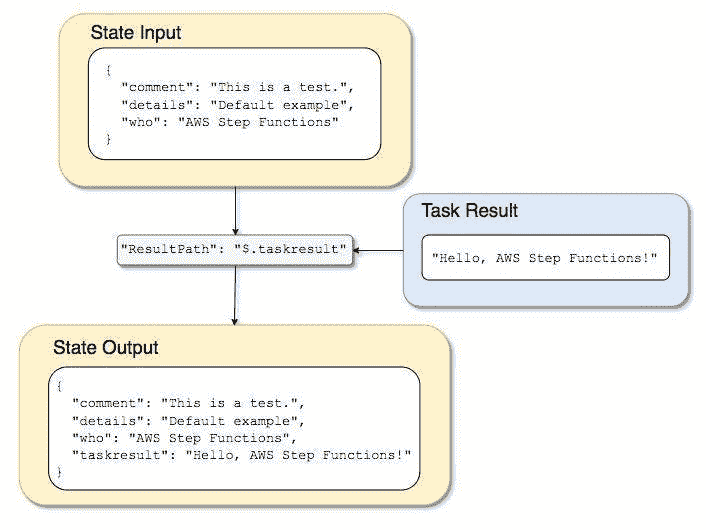 State Input
{
"comment": "This is a test.",
"details": "Default example",
"who": "AWS Step Functions"
}
"ResultPath": "$.taskresult"
Task Result
"Hello, AWS Step Functions!"
State Output
{
"comment": "This is a test.",
"details": "Default example",
"who": "AWS Step Functions",
"taskresult": "Hello, AWS Step Functions!"
}